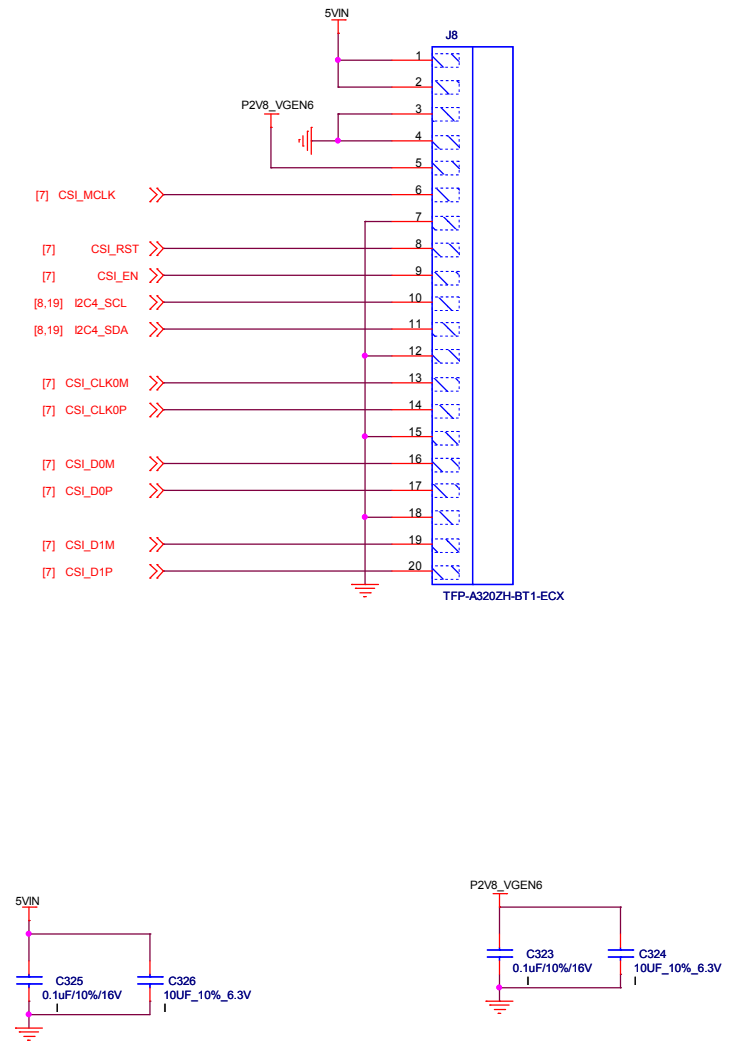 5VIN
J8
1
2
P2V8_VGEN6
3
4
5
[7] CSI_MCLK
6
7
[7] CSI_RST
8
[7] CSI_EN
9
[8,19] I2C4_SCL
10
[8,19] I2C4_SDA
11
12
[7] CSI_CLK0M
13
[7] CSI_CLK0P
14
15
[7] CSI_D0M
16
[7] CSI_D0P
17
18
[7] CSI_D1M
19
[7] CSI_D1P
20
TFP-A320ZH-BT1-ECX
5VIN
C325
0.1uF/10%/16V
I
C326
10UF_10%_6.3V
I
P2V8_VGEN6
C323
0.1uF/10%/16V
I
C324
10UF_10%_6.3V
I